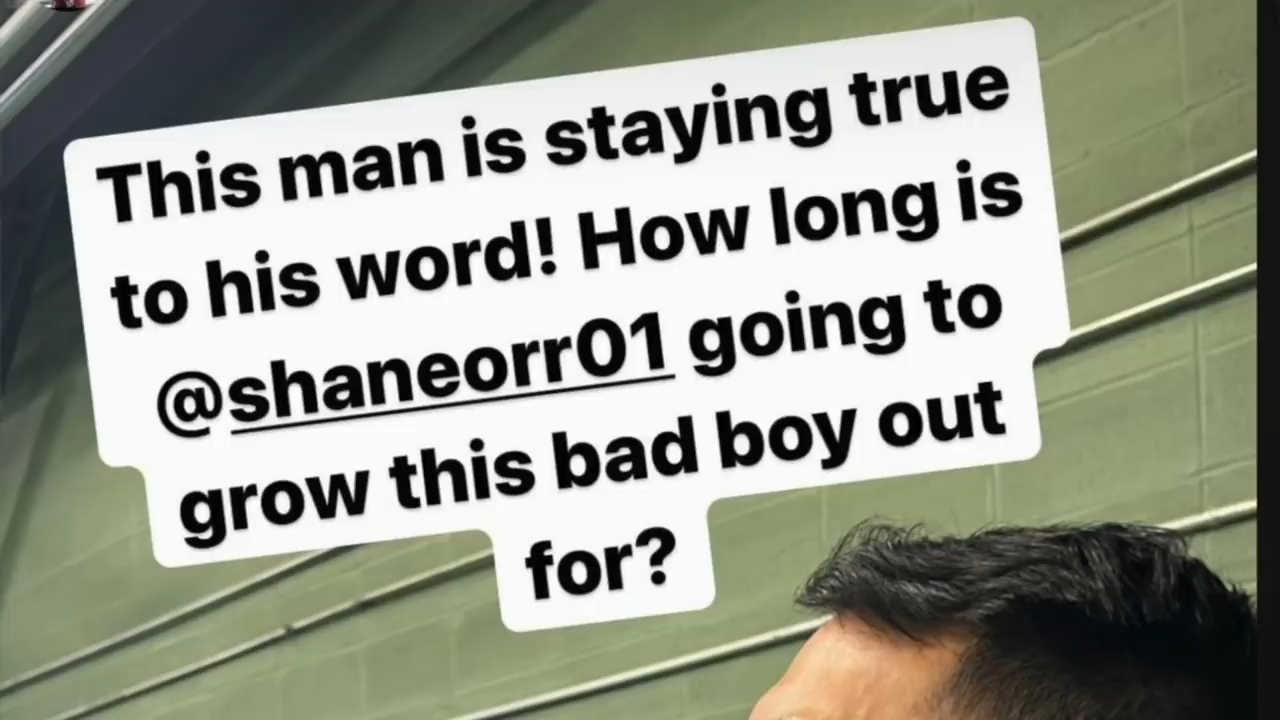 This man is staying true
to his word! How long is
@shaneorr01 going to
grow this bad boy out
for?